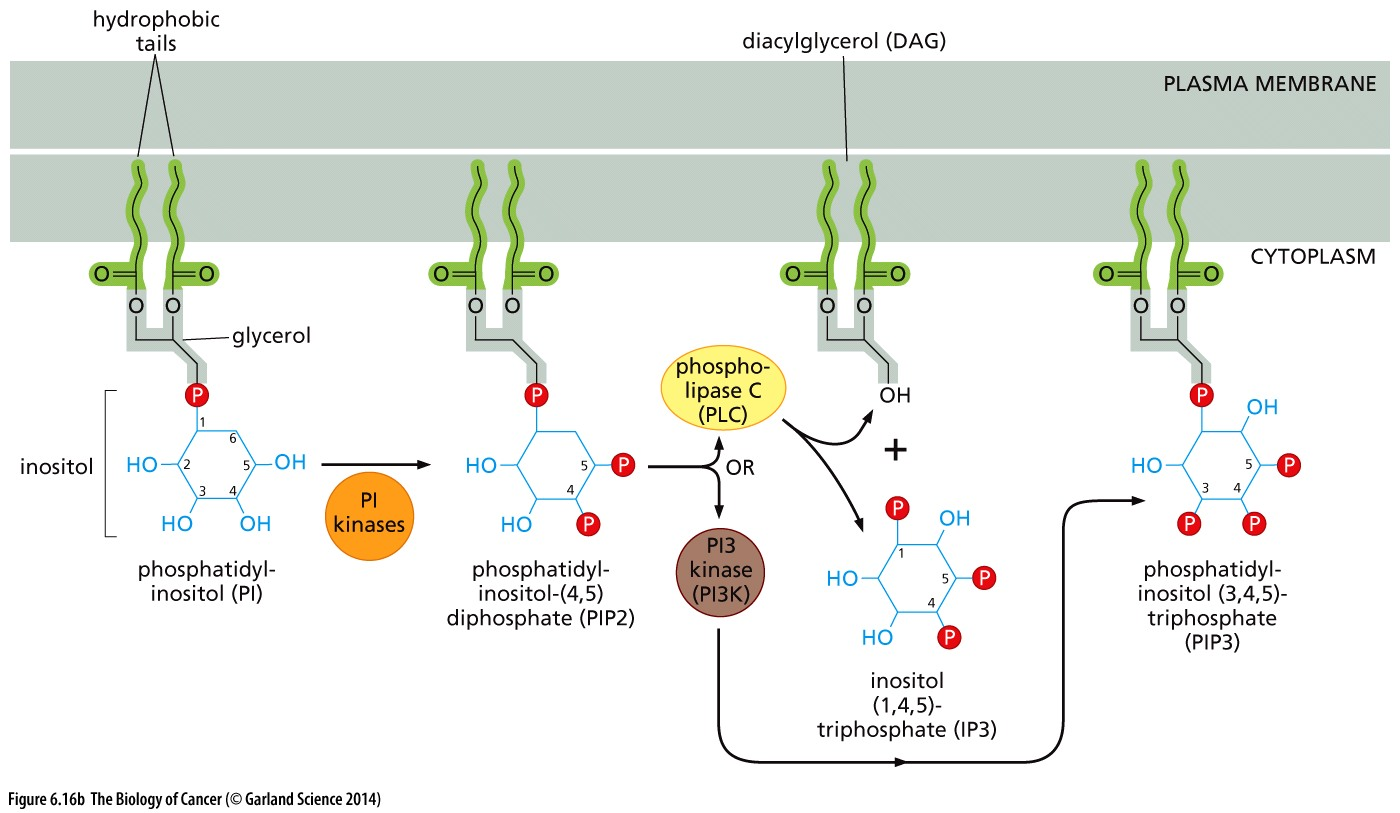 hydrophobic
tails
diacylglycerol (DAG)
PLASMA MEMBRANE
CYTOPLASM
O
O
O
O
glycerol
P
inositol
1
2
3
4
5
6
HO
OH
HO
OH
phosphatidyl-
inositol (PI)
PI
kinases
O
O
O
O
P
HO
HO
5
4
P
P
phosphatidyl-
inositol-(4,5)
diphosphate (PIP2)
phospho-
lipase C
(PLC)
OR
PI3
kinase
(PI3K)
O
O
O
O
OH
+
P
OH
1
HO
5
P
4
HO
P
inositol
(1,4,5)-
triphosphate (IP3)
O
O
O
O
P
OH
HO
5
P
3
4
P
P
phosphatidyl-
inositol (3,4,5)-
triphosphate
(PIP3)
Figure 6.16b The Biology of Cancer (© Garland Science 2014)